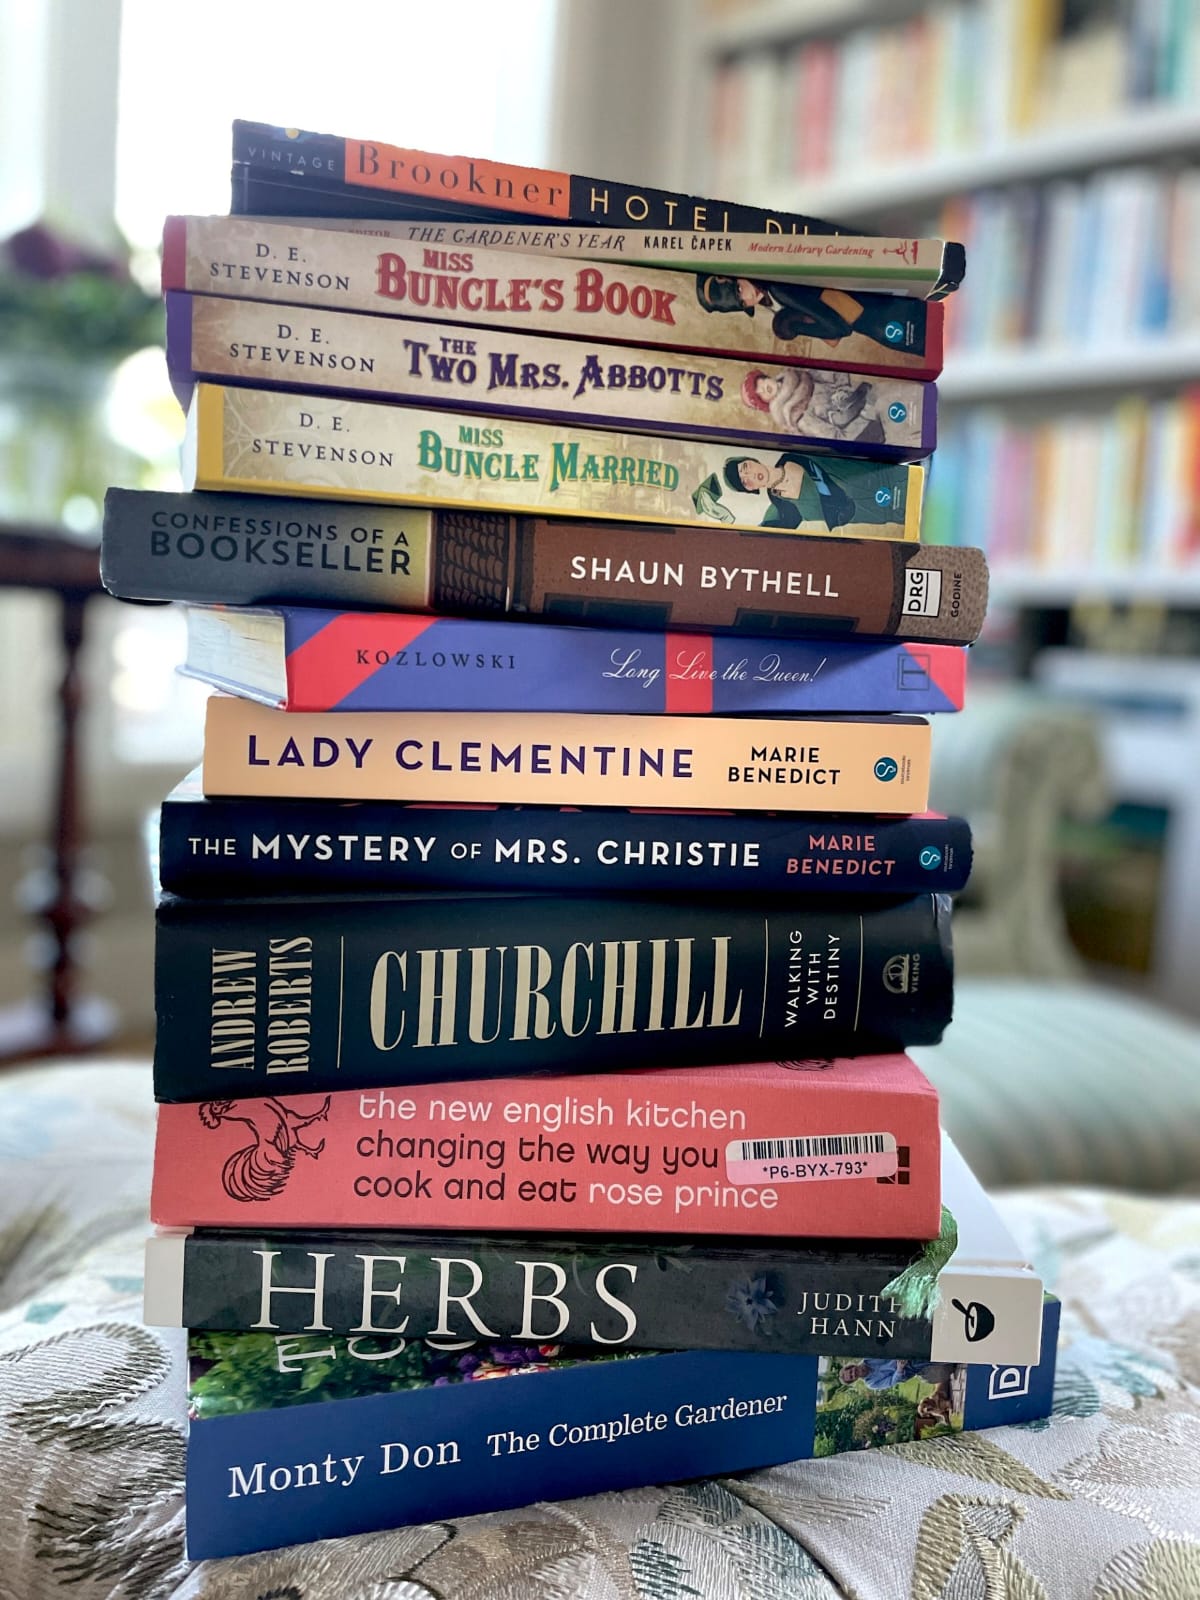 VINTAGE Brookner HOTEL
EDITOR THE GARDENER'S YEAR KAREL ČAPEK Modern Library Gardening
D. E. STEVENSON
MISS BUNCLE'S BOOK
D. E. STEVENSON
THE TWO MRS. ABBOTTS
D. E. STEVENSON
MISS BUNCLE MARRIED
CONFESSIONS OF A
BOOKSELLER
SHAUN BYTHELL
DRG
GODINE
KOZLOWSKI Long Live the Queen!
LADY CLEMENTINE
MARIE
BENEDICT
THE MYSTERY OF MRS. CHRISTIE
MARIE
BENEDICT
ANDREW
ROBERTS
CHURCHILL
WALKING
WITH
DESTINY
VIKING
the new english kitchen
changing the way you
cook and eat rose prince
*P6-BYX-793*
HERBS
JUDITH
HANN
Monty Don The Complete Gardener